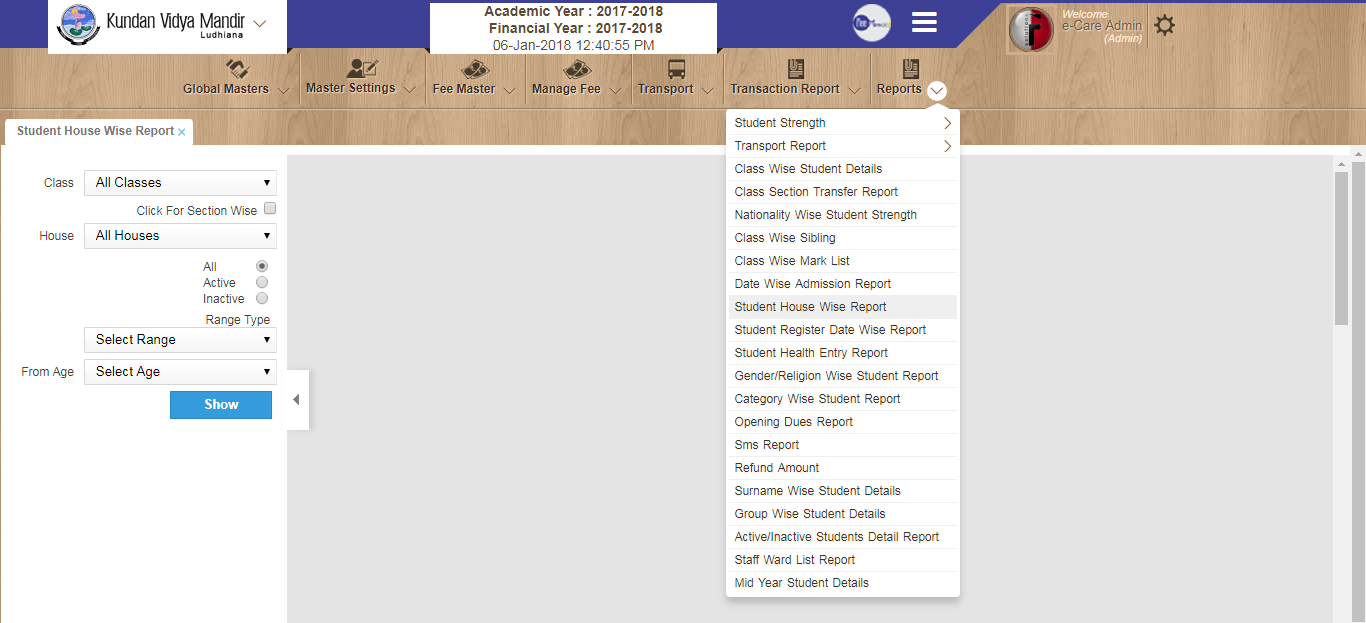 Kundan Vidya Mandir
Ludhiana
Academic Year : 2017-2018
Financial Year : 2017-2018
06-Jan-2018 12:40:55 PM
Welcome
e-Care Admin
(Admin)
Global Masters
Master Settings
Fee Master
Manage Fee
Transport
Transaction Report
Reports
Student House Wise Report ×
Class
All Classes
Click For Section Wise
House
All Houses
All
Active
Inactive
Range Type
Select Range
From Age
Select Age
Show
Student Strength
Transport Report
Class Wise Student Details
Class Section Transfer Report
Nationality Wise Student Strength
Class Wise Sibling
Class Wise Mark List
Date Wise Admission Report
Student House Wise Report
Student Register Date Wise Report
Student Health Entry Report
Gender/Religion Wise Student Report
Category Wise Student Report
Opening Dues Report
Sms Report
Refund Amount
Surname Wise Student Details
Group Wise Student Details
Active/Inactive Students Detail Report
Staff Ward List Report
Mid Year Student Details